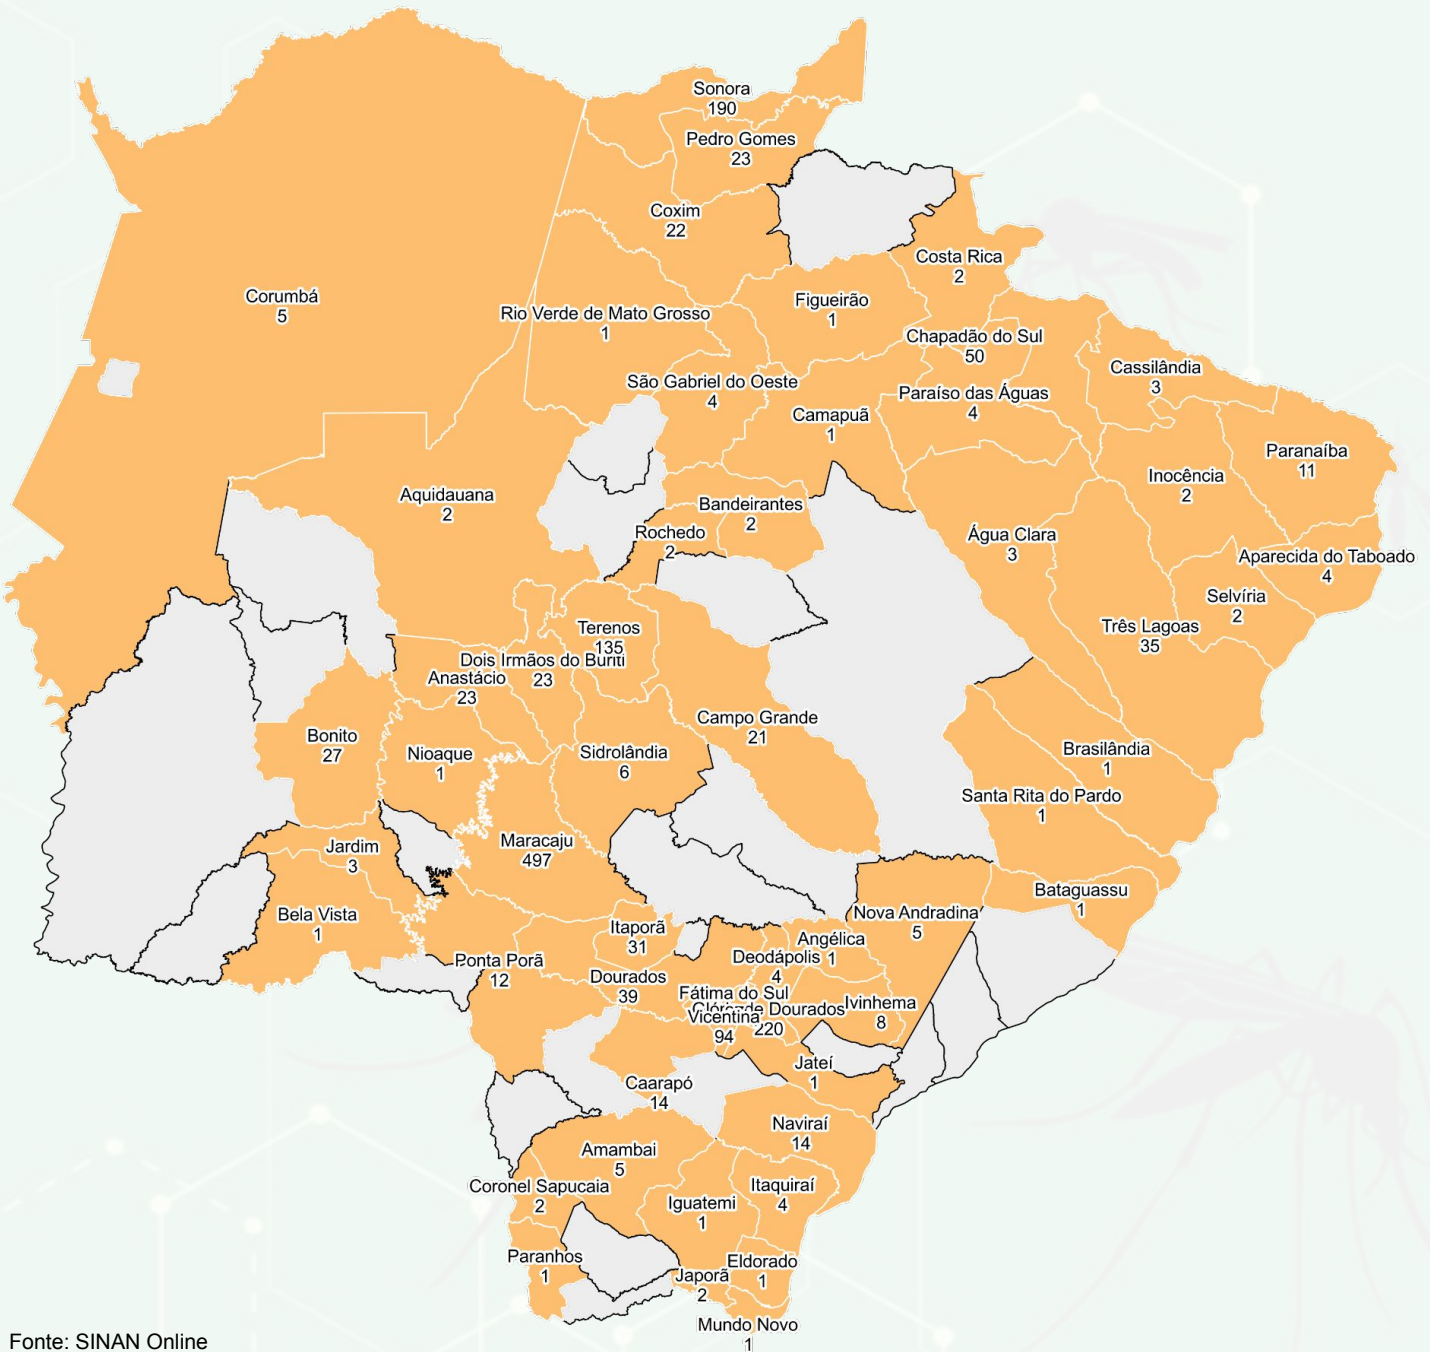 Sonora
190
Pedro Gomes
23
Coxim
22
Costa Rica
2
Corumbá
5
Figueirão
1
Rio Verde de Mato Grosso
1
Chapadão do Sul
50
Cassilândia
3
São Gabriel do Oeste
4
Paraíso das Águas
4
Camapuã
1
Paranaíba
11
Inocência
2
Aquidauana
2
Bandeirantes
2
Rochedo
2
Água Clara
3
Aparecida do Taboado
4
Selvíria
2
Três Lagoas
35
Terenos
135
Dois Irmãos do Buriti
23
Anastácio
23
Campo Grande
21
Bonito
27
Nioaque
1
Sidrolândia
6
Brasilândia
1
Santa Rita do Pardo
1
Maracaju
497
Jardim
3
Bataguassu
1
Bela Vista
1
Nova Andradina
5
Itaporã
31
Angélica
1
Deodápolis
4
Ponta Porã
12
Dourados
39
Fátima do Sul
Ivinhema
8
de Dourados
220
Vicentina
94
Jateí
1
Caarapó
14
Naviraí
14
Amambai
5
Coronel Sapucaia
2
Itaquiraí
4
Iguatemi
1
Paranhos
1
Eldorado
1
Japorã
2
Mundo Novo
1
Fonte: SINAN Online